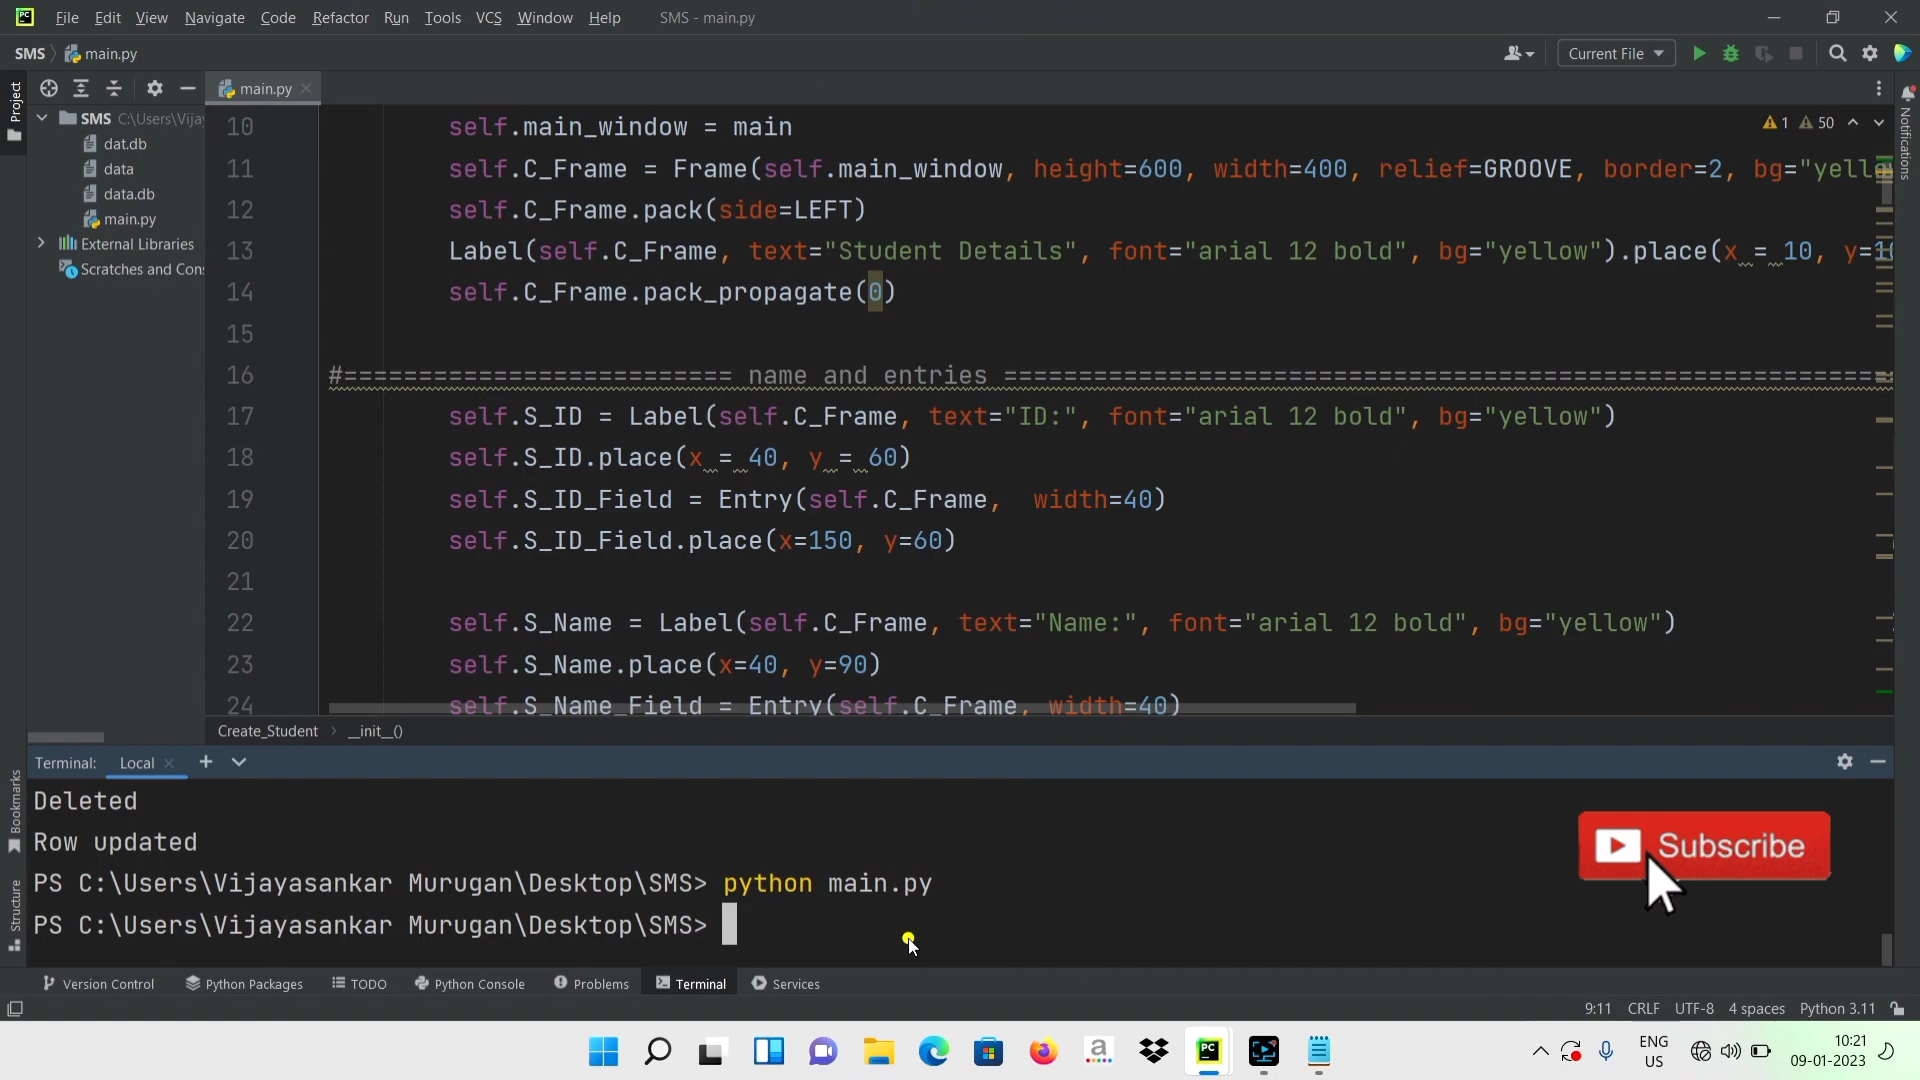 File Edit View Navigate Code Refactor Run Tools VCS Window Help SMS - main.py
SMS main.py Current File
Project
main.py
SMS C:\Users\Vijay
dat.db
data
data.db
main.py
External Libraries
Scratches and Con
1 50
Notifications
10 self.main_window = main
11 self.C_Frame = Frame(self.main_window, height=600, width=400, relief=GROOVE, border=2, bg="yello
12 self.C_Frame.pack(side=LEFT)
13 Label(self.C_Frame, text="Student Details", font="arial 12 bold", bg="yellow").place(x = 10, y=10
14 self.C_Frame.pack_propagate(0)
15
16 #========================== name and entries ===========================================================
17 self.S_ID = Label(self.C_Frame, text="ID:", font="arial 12 bold", bg="yellow")
18 self.S_ID.place(x = 40, y = 60)
19 self.S_ID_Field = Entry(self.C_Frame,  width=40)
20 self.S_ID_Field.place(x=150, y=60)
21
22 self.S_Name = Label(self.C_Frame, text="Name:", font="arial 12 bold", bg="yellow")
23 self.S_Name.place(x=40, y=90)
24 self.S_Name_Field = Entry(self.C_Frame, width=40)
Create_Student __init__()
Terminal: Local
Bookmarks
Structure
Deleted
Row updated
PS C:\Users\Vijayasankar Murugan\Desktop\SMS> python main.py
PS C:\Users\Vijayasankar Murugan\Desktop\SMS>
Subscribe
Version Control Python Packages TODO Python Console Problems Terminal Services
9:11 CRLF UTF-8 4 spaces Python 3.11
ENG
US
10:21
09-01-2023